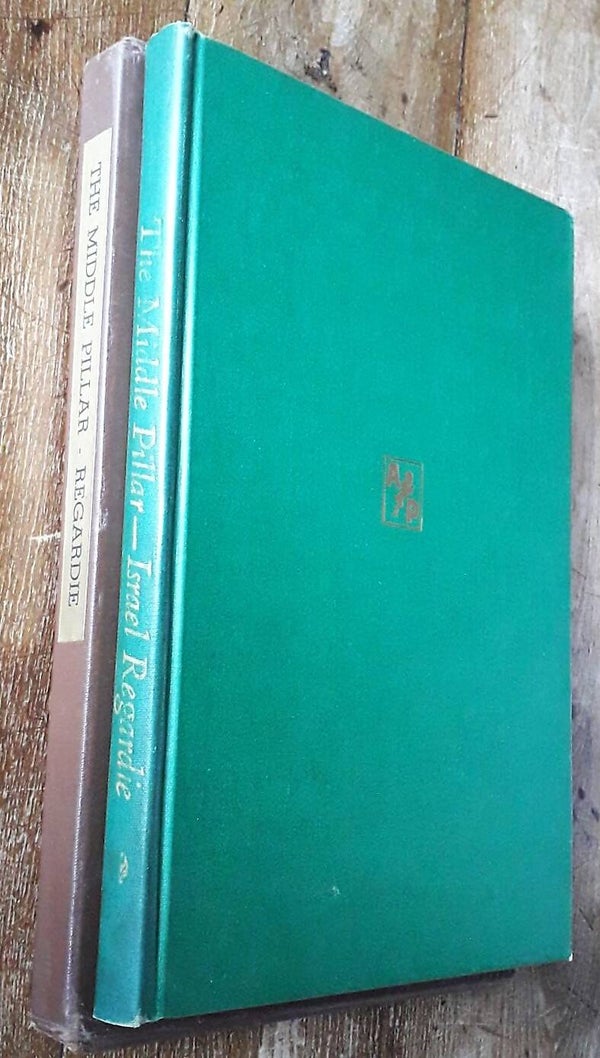 THE MIDDLE PILLAR - REGARDIE
The Middle Pillar — Israel Regardie
A P